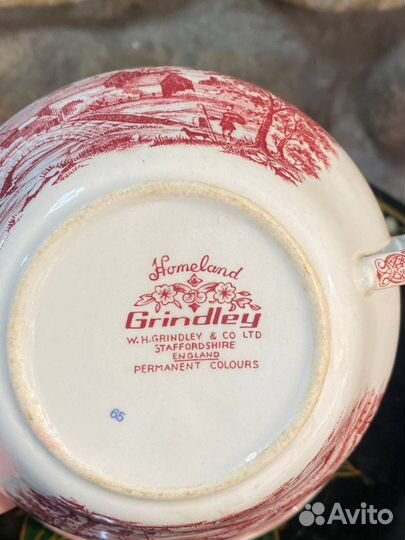 Homeland
Grindley
W.H.GRINDLEY & CO LTD
STAFFORDSHIRE
ENGLAND
PERMANENT COLOURS
65
Avito